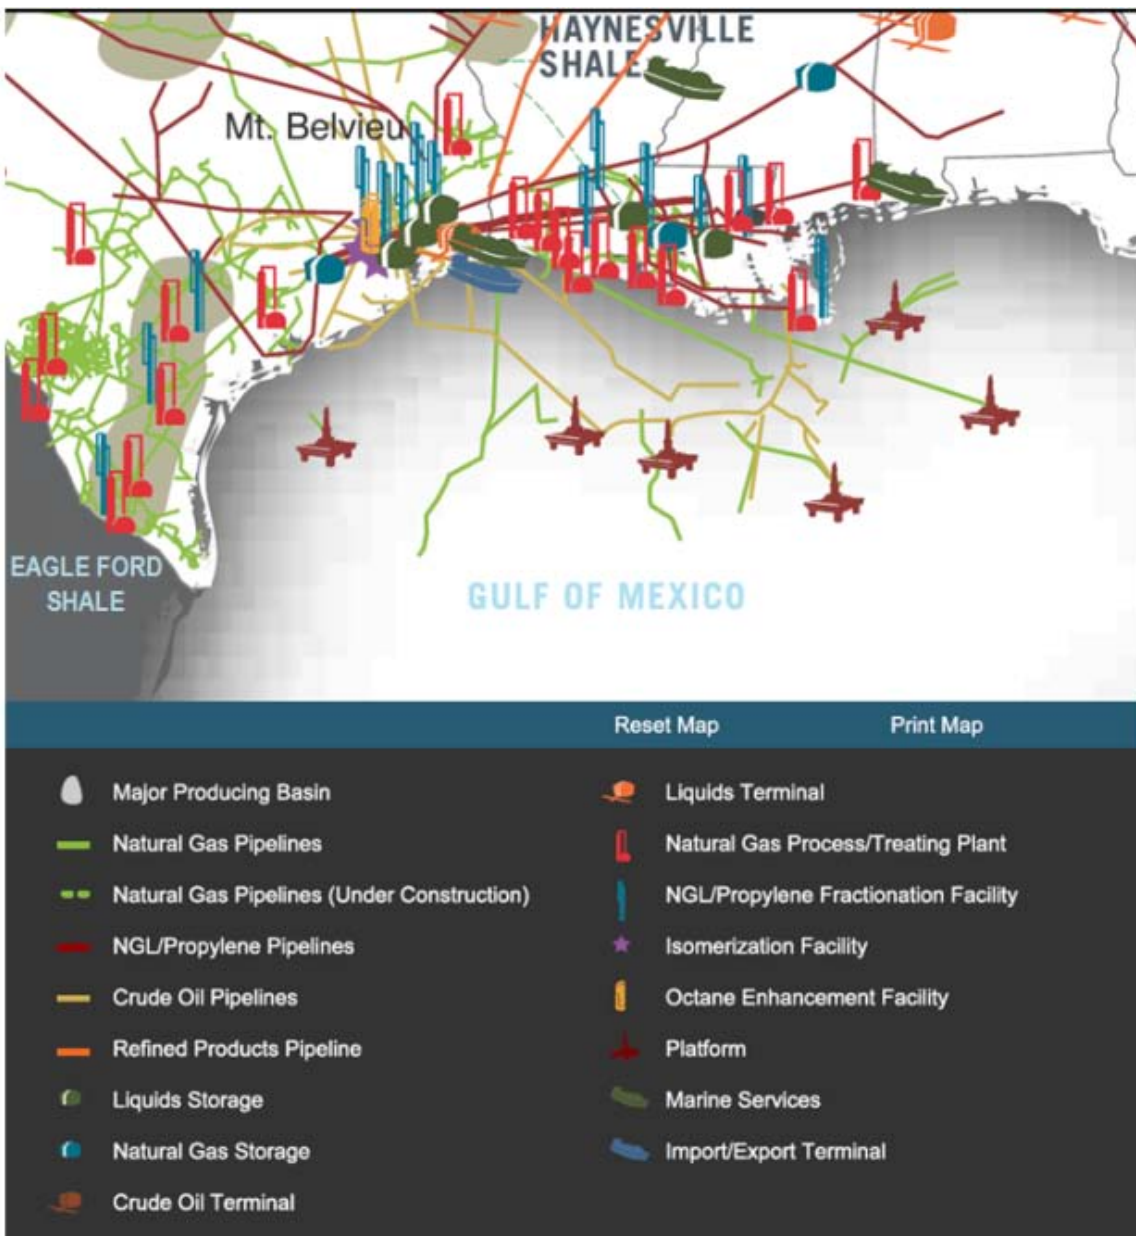 HAYNESVILLE
SHALE
Mt. Belvieu
EAGLE FORD
SHALE
GULF OF MEXICO
Reset Map
Print Map
Major Producing Basin
Natural Gas Pipelines
Natural Gas Pipelines (Under Construction)
NGL/Propylene Pipelines
Crude Oil Pipelines
Refined Products Pipeline
Liquids Storage
Natural Gas Storage
Crude Oil Terminal
Liquids Terminal
Natural Gas Process/Treating Plant
NGL/Propylene Fractionation Facility
Isomerization Facility
Octane Enhancement Facility
Platform
Marine Services
Import/Export Terminal